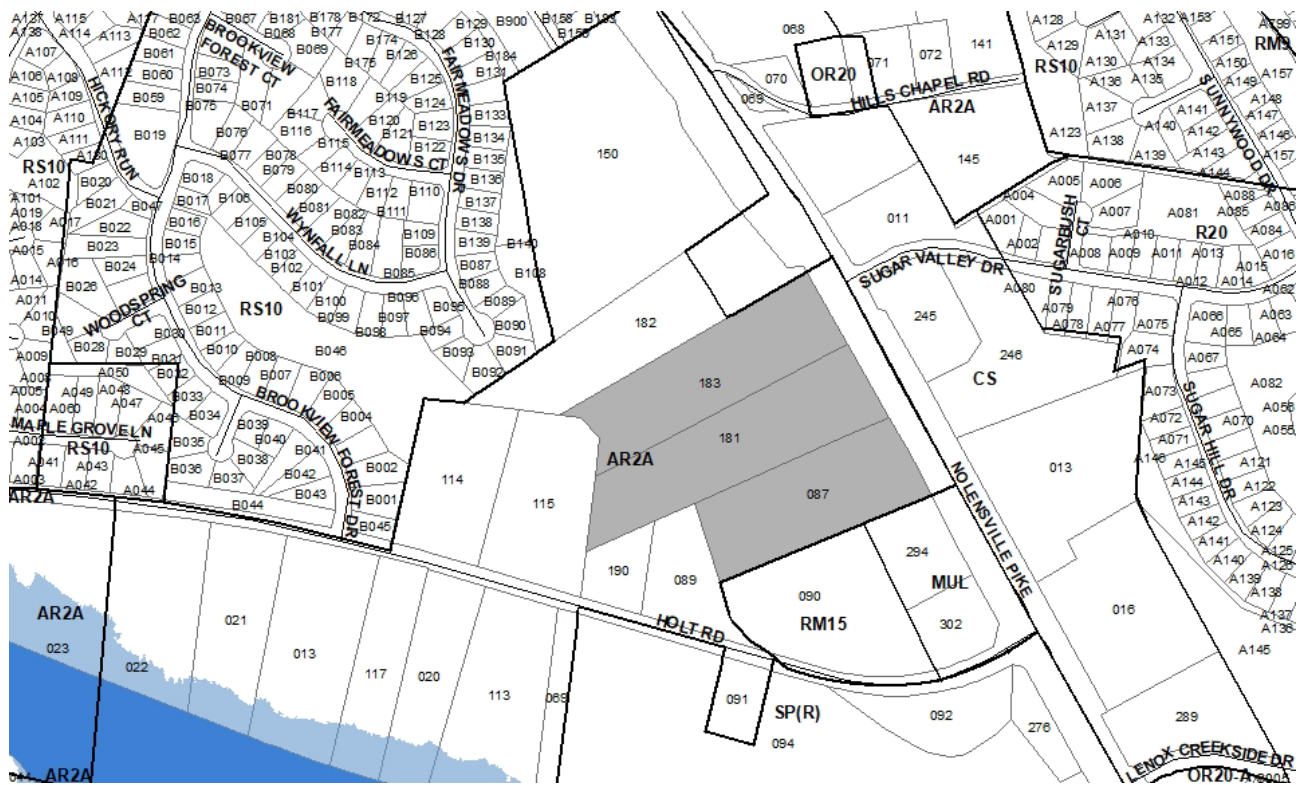 A127
A115
A117
B063
B067
B181
B178
B172
B127
B129
B900
B158
B193
A138
A114
A113
B062
BROOKVIEW
FOREST CT
B068
B177
B174
B128
B130
B155
B069
B126
B184
A107
B061
B175
A106
A108
A112
B060
B073
B118
B125
B131
FAIRMEADOWS DR
A105
A109
HICKORY RUN
B059
B074
B119
B124
A104
A110
B075
B071
B117
FAIRMEADOWS CT
B120
B123
B133
A103
A111
B019
B076
B116
B121
B122
B134
RS10
A130
B077
B078
B115
B135
A102
B020
B018
B079
B114
B113
B136
A101
B021
B047
B017
B106
B080
B112
B110
B137
A019
A017
B022
B016
B105
B081
B082
B111
B138
A018
B023
B015
B104
WYNFALL LN
B083
B109
B139
B140
A015
A016
B024
B014
B103
B084
B086
B087
B108
A014
B026
B013
B102
B085
B088
A011
WOODSPRING
CT
B012
B101
B096
B095
B089
A010
B049
B030
B011
RS10
B100
B099
B097
B094
B090
A009
B028
B029
B031
B010
B098
B093
B091
B008
B046
B092
A008
A050
B032
B009
B007
B006
A005
A049
A048
B033
BROOKVIEW FOREST DR
B005
A004
A060
A047
B034
B039
B004
MAPLE GROVE LN
A046
A002
RS10
A045
B035
B040
B041
A041
A043
B036
B038
B042
B002
A003
A042
A044
B037
B043
B001
AR2A
B044
B045
150
182
183
181
AR2A
087
114
115
190
089
HOLT RD
090
RM15
294
MUL
302
NOLENSVILLE PIKE
068
OR20
071
072
141
070
069
HILLS CHAPEL RD
AR2A
145
011
SUGAR VALLEY DR
245
246
CS
013
016
289
LENOX CREEKSIDE DR
OR20-A
A128
A132
A153
A131
A133
A151
RM9
A129
RS10
A130
A134
A150
A157
A136
A135
A149
A148
SUNNYWOOD DR
A137
A141
A147
A123
A140
A142
A146
A138
A143
A157
A139
A144
A005
A006
A004
A088
A086
SUGARBUSH
CT
A007
A081
A085
A001
A010
R20
A084
A002
A008
A009
A011
A013
A016
A015
A080
A012
A014
A062
A079
A076
A066
A063
A078
A077
A075
A065
A064
A074
A067
A073
SUGAR HILL DR
A082
A072
A070
A056
A071
A055
A146
A145
A121
A144
A122
A143
A123
A142
A124
A141
A125
A140
A126
A139
A138
A137
A136
A145
AR2A
023
022
021
013
117
020
113
069
091
SP(R)
094
092
276
AR2A